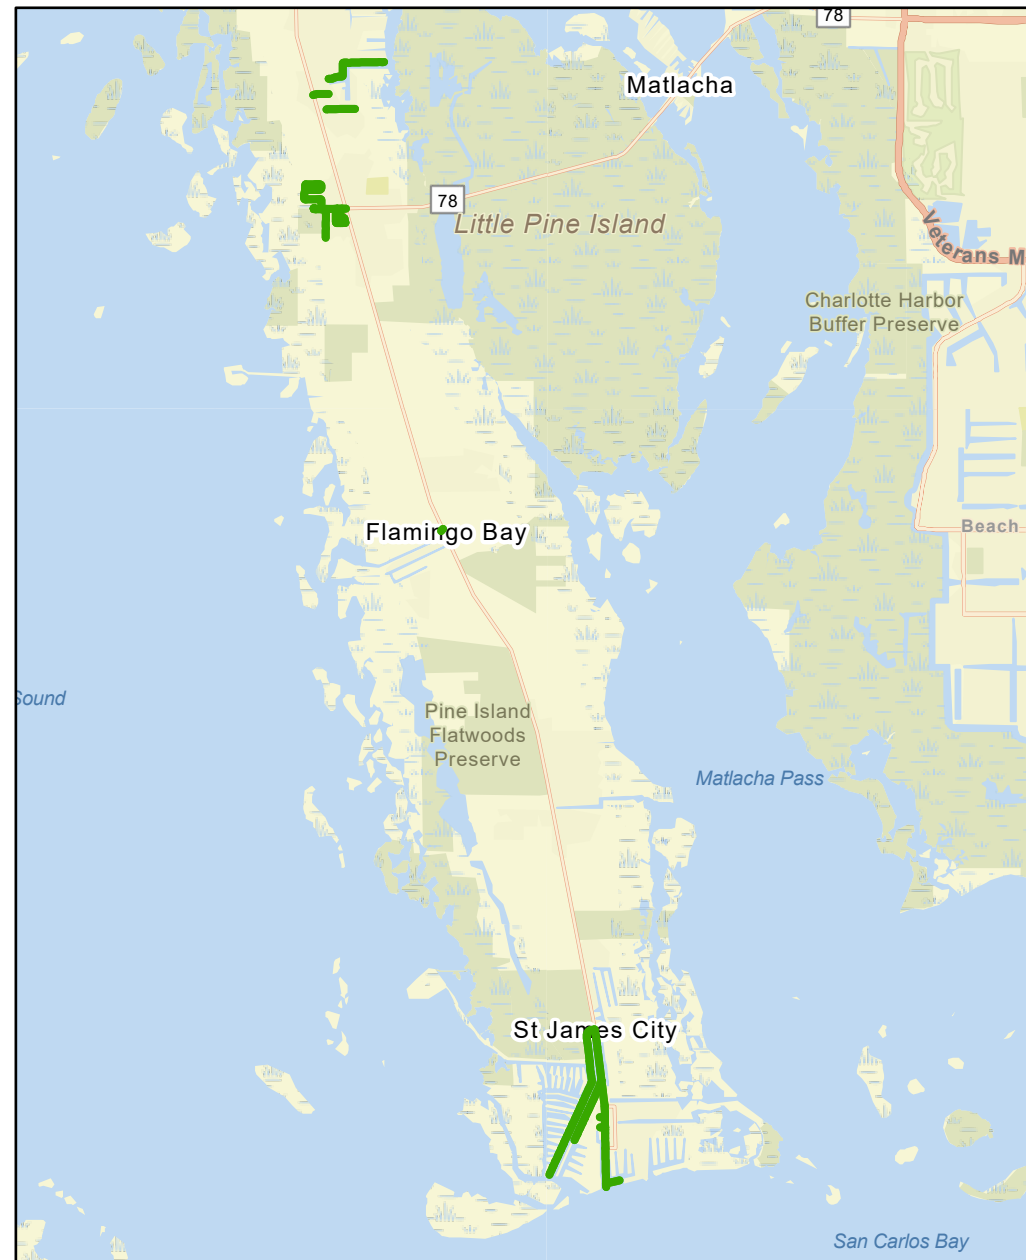 78
Matlacha
78
Little Pine Island
Veterans M
Charlotte Harbor
Buffer Preserve
Beach
Flamingo Bay
Sound
Pine Island
Flatwoods
Preserve
Matlacha Pass
St James City
San Carlos Bay